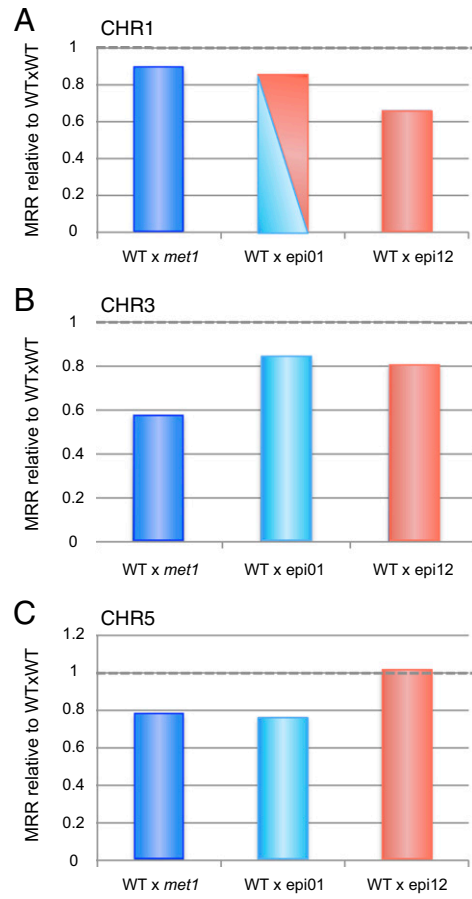 A
CHR1
MRR relative to WTxWT
1
0.8
0.6
0.4
0.2
0
WT x met1
WT x epi01
WT x epi12
B
CHR3
MRR relative to WTxWT
1
0.8
0.6
0.4
0.2
0
WT x met1
WT x epi01
WT x epi12
C
CHR5
MRR relative to WTxWT
1.2
1
0.8
0.6
0.4
0.2
0
WT x met1
WT x epi01
WT x epi12